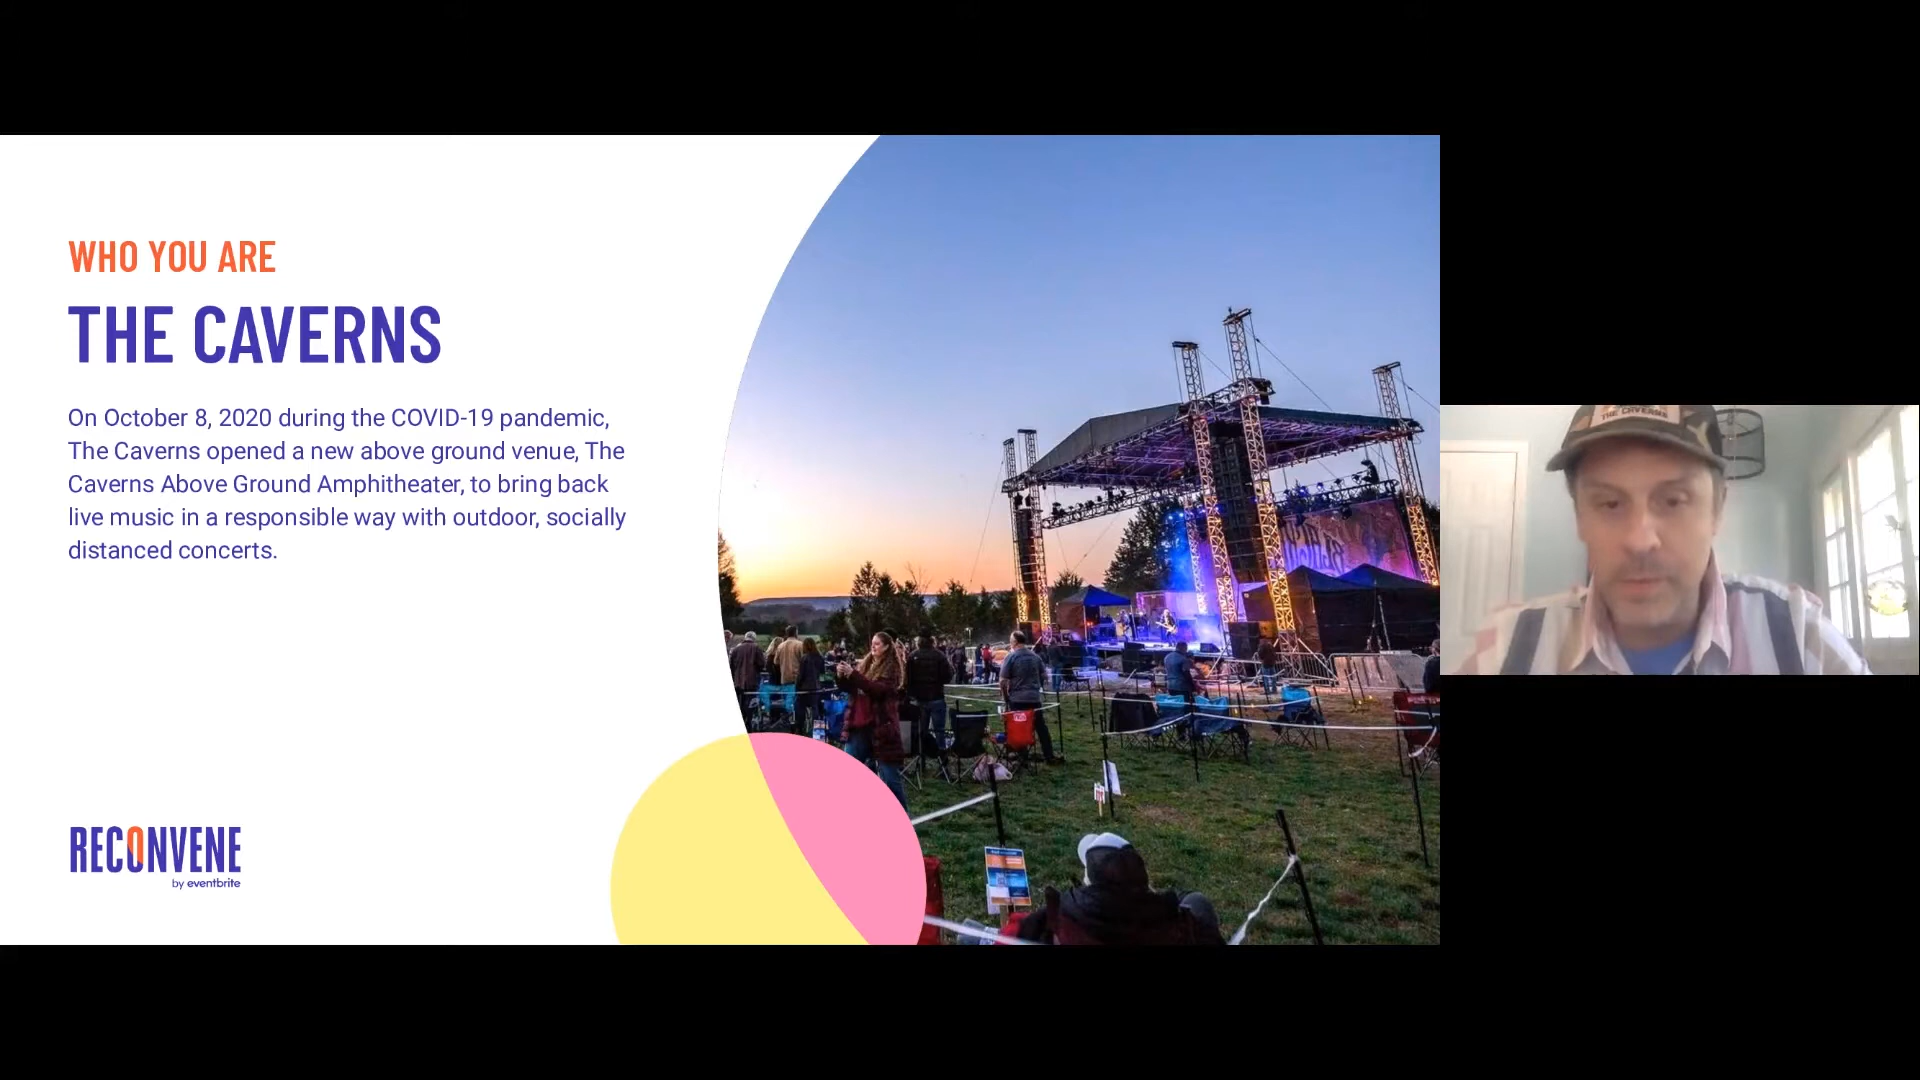 WHO YOU ARE
THE CAVERNS
On October 8, 2020 during the COVID-19 pandemic,
The Caverns opened a new above ground venue, The
Caverns Above Ground Amphitheater, to bring back
live music in a responsible way with outdoor, socially
distanced concerts.
RECONVENE
by eventbrite
THE CAVERNS